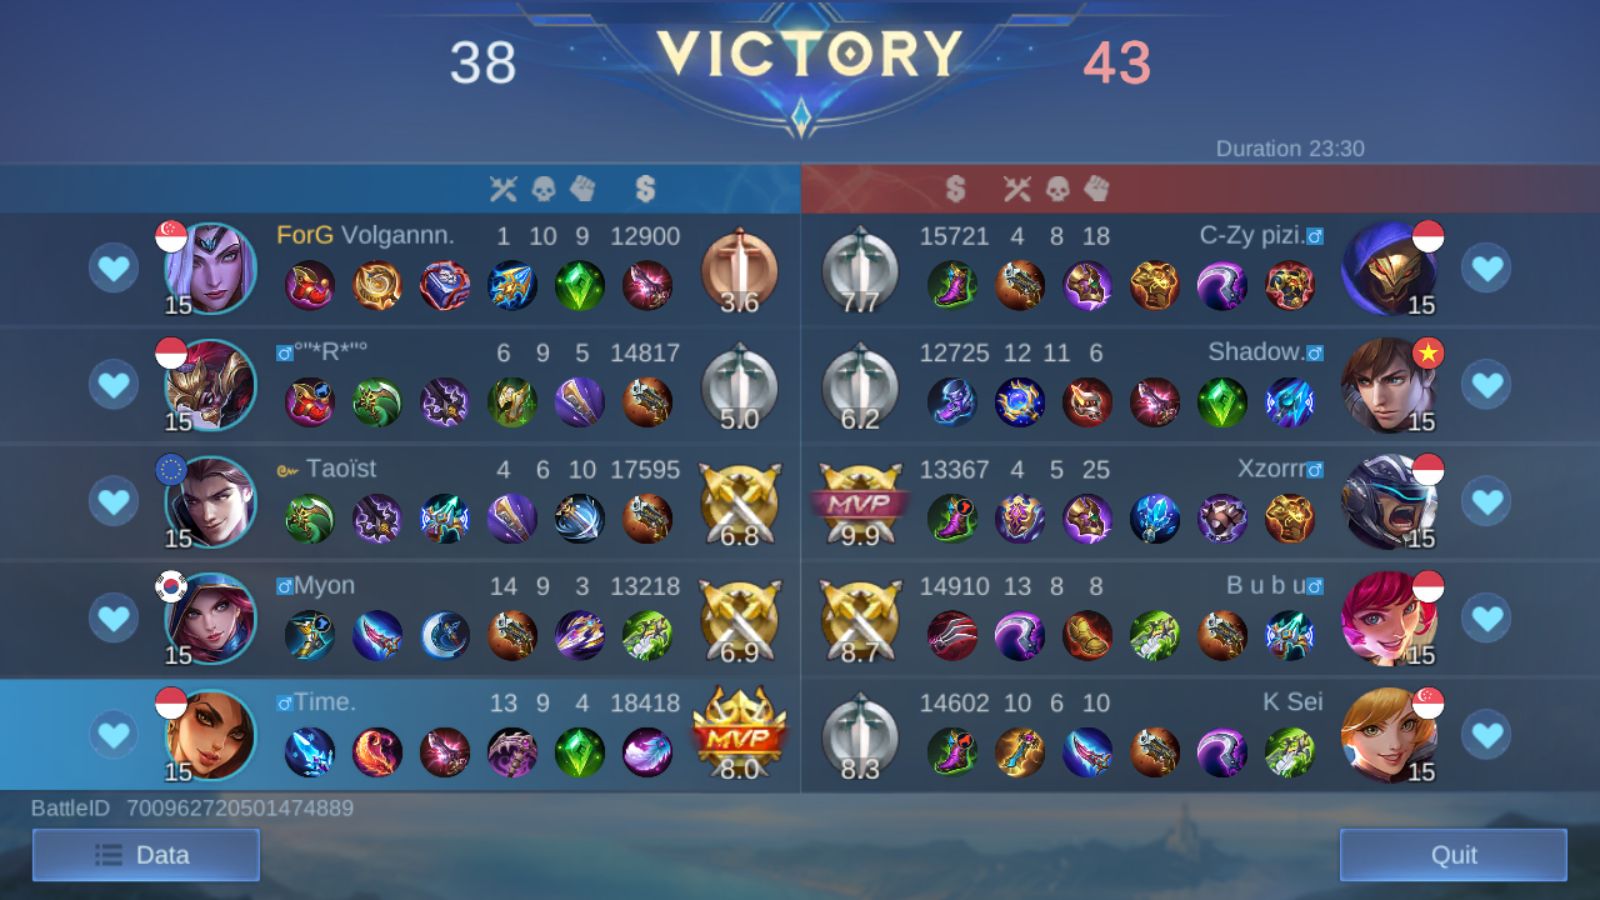 38 VICTORY 43
Duration 23:30
ForG Volgannn. 1 10 9 12900
15 3.6
15721 4 8 18 C-Zy pizi.
7.7 15
°"*R*"° 6 9 5 14817
15 5.0
12725 12 11 6 Shadow.
6.2 15
Taoïst 4 6 10 17595
15 6.8
13367 4 5 25 Xzorrr
MVP
9.9 15
Myon 14 9 3 13218
15 6.9
14910 13 8 8 B u b u
8.7 15
Time. 13 9 4 18418
MVP
15 8.0
14602 10 6 10 K Sei
8.3 15
BattleID 700962720501474889
Data
Quit